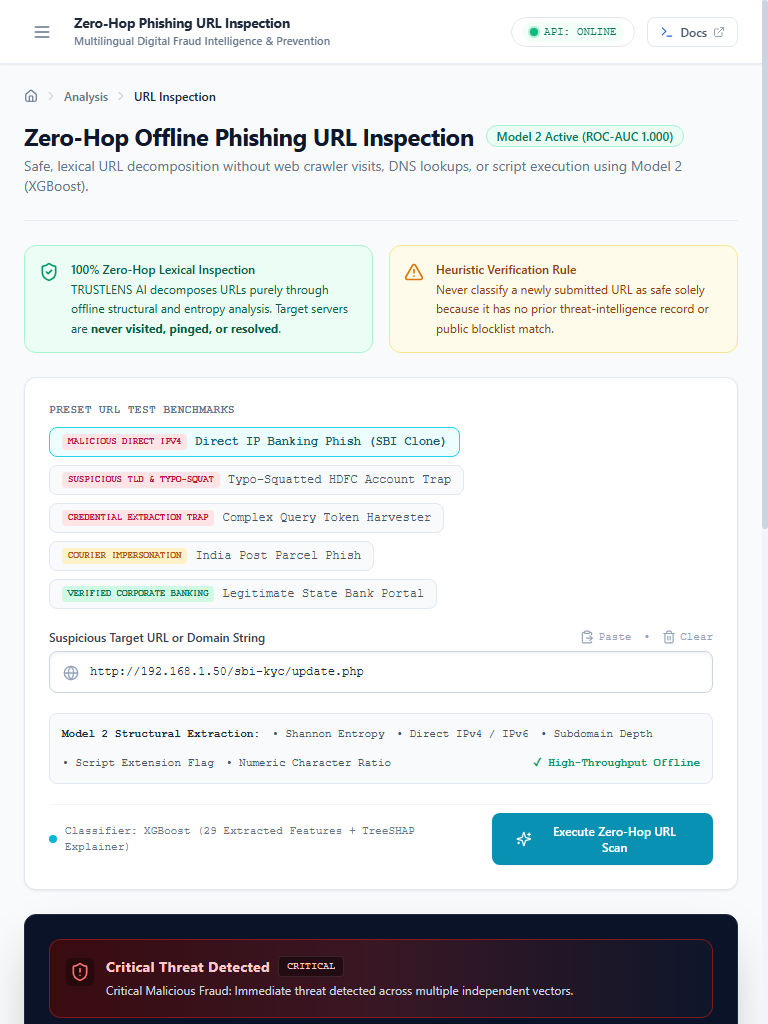 Zero-Hop Phishing URL Inspection
Multilingual Digital Fraud Intelligence & Prevention
API: ONLINE
Docs
Analysis
URL Inspection
Zero-Hop Offline Phishing URL Inspection
Model 2 Active (ROC-AUC 1.000)
Safe, lexical URL decomposition without web crawler visits, DNS lookups, or script execution using Model 2
(XGBoost).
100% Zero-Hop Lexical Inspection
TRUSTLENS AI decomposes URLs purely through
offline structural and entropy analysis. Target servers
are never visited, pinged, or resolved.
Heuristic Verification Rule
Never classify a newly submitted URL as safe solely
because it has no prior threat-intelligence record or
public blocklist match.
PRESET URL TEST BENCHMARKS
MALICIOUS DIRECT IPV4 Direct IP Banking Phish (SBI Clone)
SUSPICIOUS TLD & TYPO-SQUAT Typo-Squatted HDFC Account Trap
CREDENTIAL EXTRACTION TRAP Complex Query Token Harvester
COURIER IMPERSONATION India Post Parcel Phish
VERIFIED CORPORATE BANKING Legitimate State Bank Portal
Suspicious Target URL or Domain String
Paste • Clear
http://192.168.1.50/sbi-kyc/update.php
Model 2 Structural Extraction: • Shannon Entropy • Direct IPv4 / IPv6 • Subdomain Depth
• Script Extension Flag • Numeric Character Ratio ✓ High-Throughput Offline
Classifier: XGBoost (29 Extracted Features + TreeSHAP
Explainer)
Execute Zero-Hop URL
Scan
Critical Threat Detected CRITICAL
Critical Malicious Fraud: Immediate threat detected across multiple independent vectors.